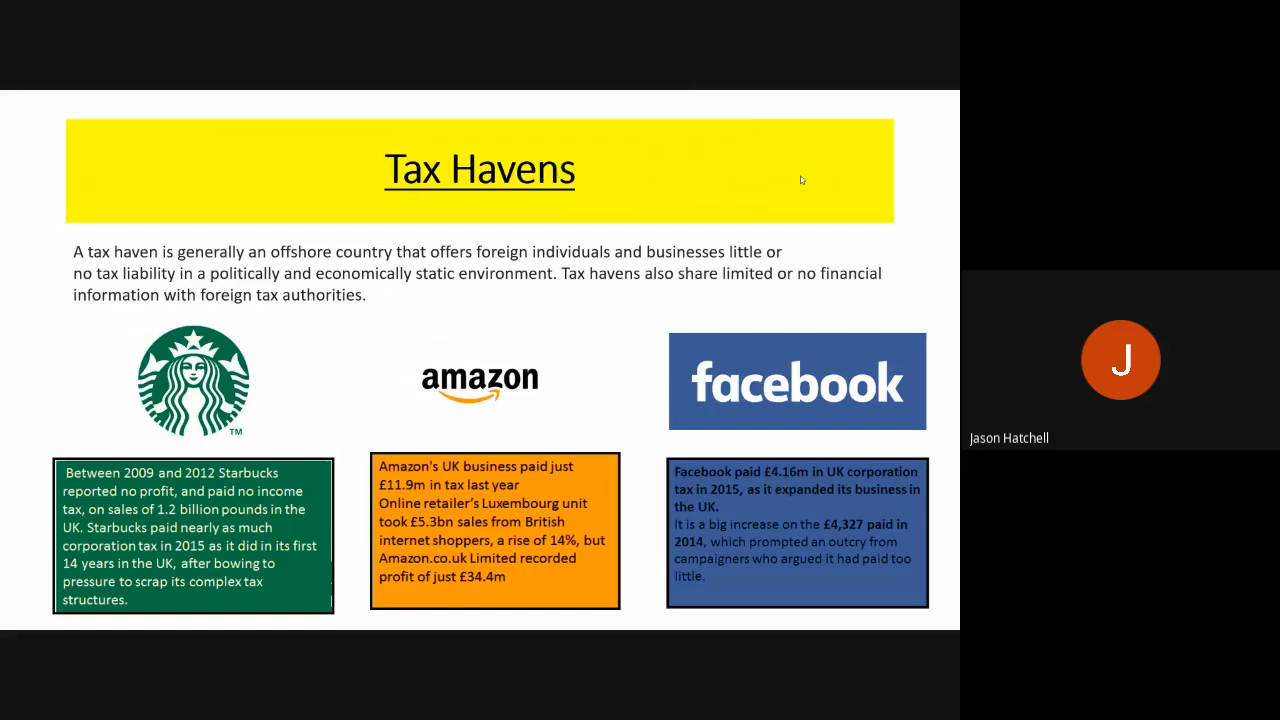 Tax Havens
A tax haven is generally an offshore country that offers foreign individuals and businesses little or
no tax liability in a politically and economically static environment. Tax havens also share limited or no financial
information with foreign tax authorities.
TM
amazon
facebook
Between 2009 and 2012 Starbucks
reported no profit, and paid no income
tax, on sales of 1.2 billion pounds in the
UK. Starbucks paid nearly as much
corporation tax in 2015 as it did in its first
14 years in the UK, after bowing to
pressure to scrap its complex tax
structures.
Amazon's UK business paid just
£11.9m in tax last year
Online retailer’s Luxembourg unit
took £5.3bn sales from British
internet shoppers, a rise of 14%, but
Amazon.co.uk Limited recorded
profit of just £34.4m
Facebook paid £4.16m in UK corporation
tax in 2015, as it expanded its business in
the UK.
It is a big increase on the £4,327 paid in
2014, which prompted an outcry from
campaigners who argued it had paid too
little.
J
Jason Hatchell